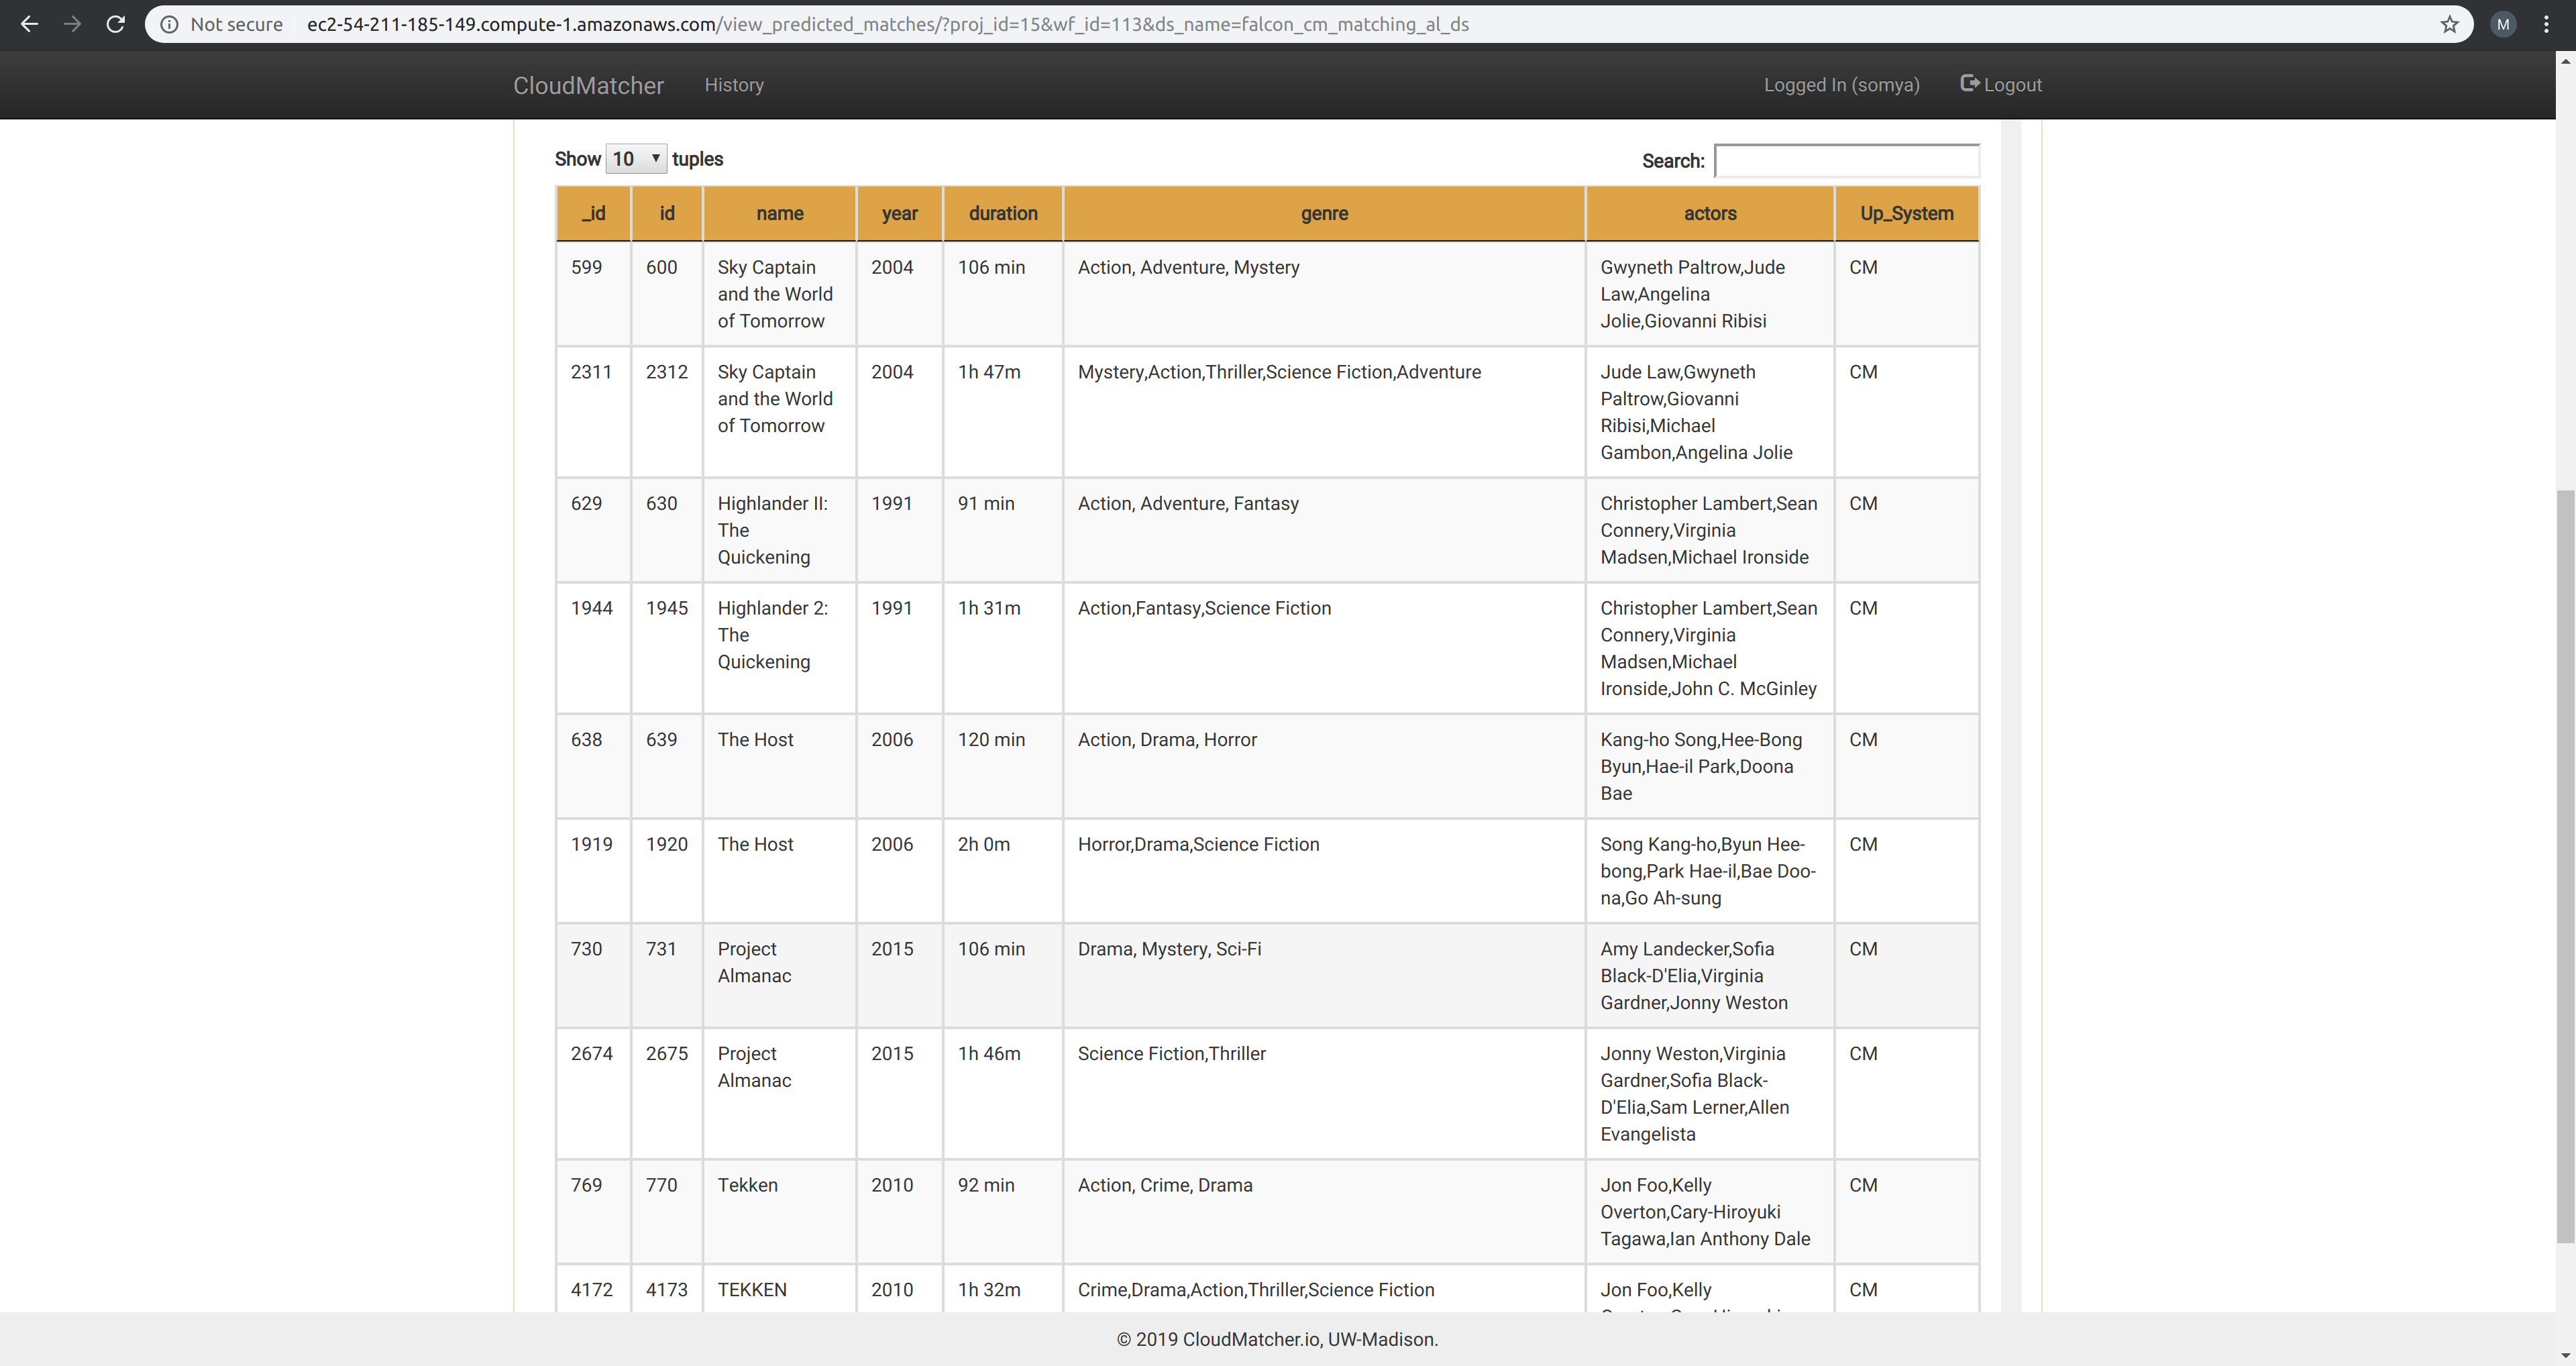 Not secure ec2-54-211-185-149.compute-1.amazonaws.com/view_predicted_matches/?proj_id=15&wf_id=113&ds_name=falcon_cm_matching_al_ds M
CloudMatcher History Logged In (somya) Logout
Show 10 tuples Search:
_id id name year duration genre actors Up_System
599 600 Sky Captain 2004 106 min Action, Adventure, Mystery Gwyneth Paltrow,Jude CM
and the World Law,Angelina
of Tomorrow Jolie,Giovanni Ribisi
2311 2312 Sky Captain 2004 1h 47m Mystery,Action,Thriller,Science Fiction,Adventure Jude Law,Gwyneth CM
and the World Paltrow,Giovanni
of Tomorrow Ribisi,Michael
Gambon,Angelina Jolie
629 630 Highlander II: 1991 91 min Action, Adventure, Fantasy Christopher Lambert,Sean CM
The Connery,Virginia
Quickening Madsen,Michael Ironside
1944 1945 Highlander 2: 1991 1h 31m Action,Fantasy,Science Fiction Christopher Lambert,Sean CM
The Connery,Virginia
Quickening Madsen,Michael
Ironside,John C. McGinley
638 639 The Host 2006 120 min Action, Drama, Horror Kang-ho Song,Hee-Bong CM
Byun,Hae-il Park,Doona
Bae
1919 1920 The Host 2006 2h 0m Horror,Drama,Science Fiction Song Kang-ho,Byun Hee- CM
bong,Park Hae-il,Bae Doo-
na,Go Ah-sung
730 731 Project 2015 106 min Drama, Mystery, Sci-Fi Amy Landecker,Sofia CM
Almanac Black-D'Elia,Virginia
Gardner,Jonny Weston
2674 2675 Project 2015 1h 46m Science Fiction,Thriller Jonny Weston,Virginia CM
Almanac Gardner,Sofia Black-
D'Elia,Sam Lerner,Allen
Evangelista
769 770 Tekken 2010 92 min Action, Crime, Drama Jon Foo,Kelly CM
Overton,Cary-Hiroyuki
Tagawa,Ian Anthony Dale
4172 4173 TEKKEN 2010 1h 32m Crime,Drama,Action,Thriller,Science Fiction Jon Foo,Kelly CM
© 2019 CloudMatcher.io, UW-Madison.